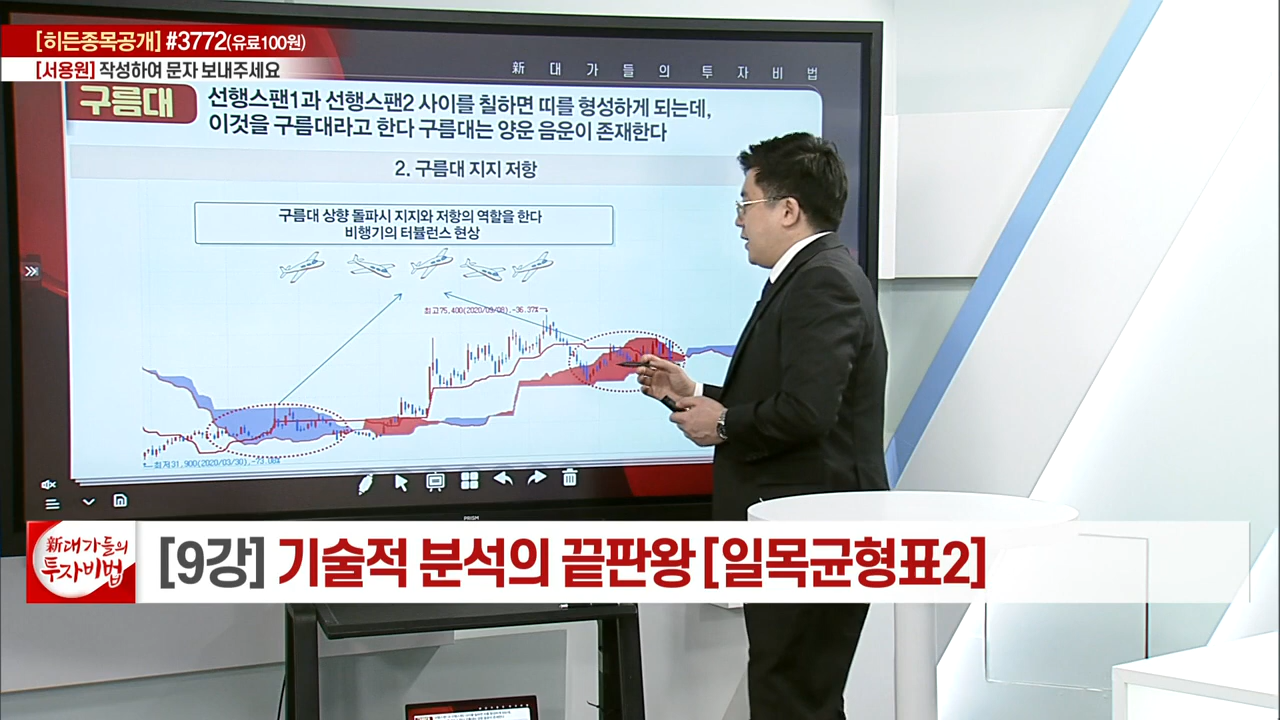 [히든종목공개] #3772(유료100원)
[서용원] 작성하여 문자 보내주세요
新 대 가 들 의 투 자 비 법
구름대
선행스팬1과 선행스팬2 사이를 칠하면 띠를 형성하게 되는데,
이것을 구름대라고 한다 구름대는 양운 음운이 존재한다
2. 구름대 지지 저항
구름대 상향 돌파시 지지와 저항의 역할을 한다
비행기의 터뷸런스 현상
최고75,400(2020/09/08),-36.37%→
←최저31,900(2020/03/30),-73.08%
新대가들의
투자비법
[9강] 기술적 분석의 끝판왕 [일목균형표2]